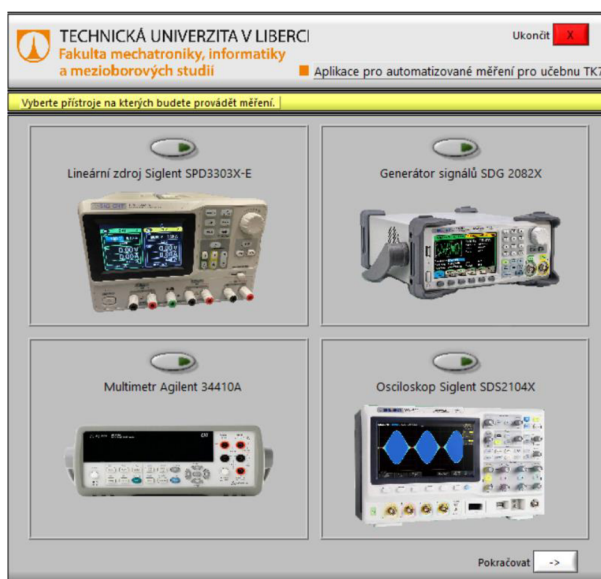 TECHNICKÁ UNIVERZITA V LIBERCI
Fakulta mechatroniky, informatiky
a mezioborových studií
Ukončit X
Aplikace pro automatizované měření pro učebnu TK7
Vyberte přístroje na kterých budete provádět měření.
Lineární zdroj Siglent SPD3303X-E
Generátor signálů SDG 2082X
Multimetr Agilent 34410A
Osciloskop Siglent SDS2104X
Pokračovat ->